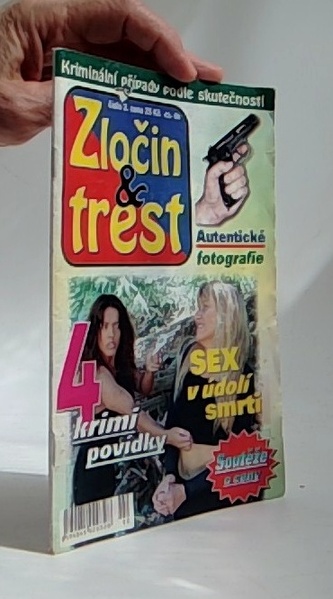 Kriminální případy podle skutečnosti
Zločin
&
trest
Autentické
fotografie
4
krimi
povídky
SEX
v údolí
smrti
Soutěže
o ceny